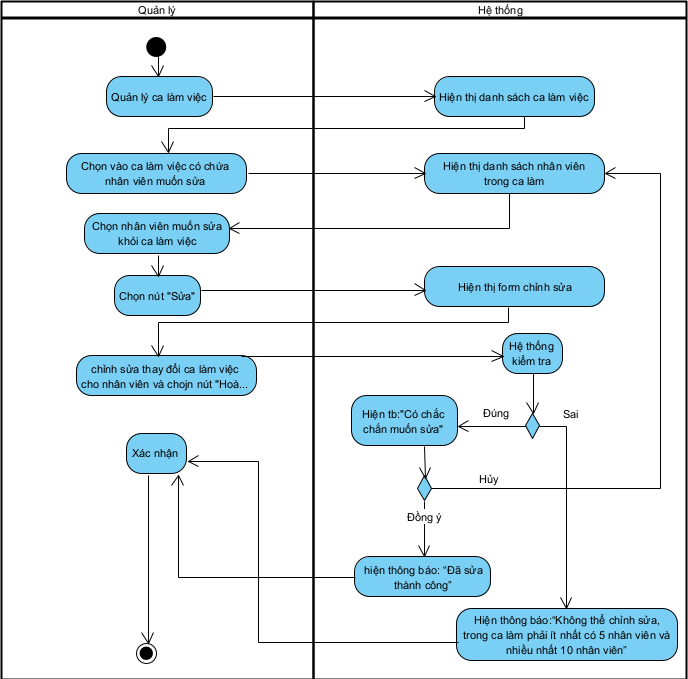 Quản lý
Hệ thống
Quản lý ca làm việc
Hiện thị danh sách ca làm việc
Chọn vào ca làm việc có chứa
nhân viên muốn sửa
Hiện thị danh sách nhân viên
trong ca làm
Chọn nhân viên muốn sửa
khỏi ca làm việc
Chọn nút "Sửa"
Hiện thị form chỉnh sửa
Hệ thống
kiểm tra
chỉnh sửa thay đổi ca làm việc
cho nhân viên và chojn nút "Hoà...
Hiện tb:"Có chắc
chắn muốn sửa"
Đúng
Sai
Xác nhận
Hủy
Đồng ý
hiện thông báo: “Đã sửa
thành công”
Hiện thông báo:“Không thể chỉnh sửa,
trong ca làm phải ít nhất có 5 nhân viên và
nhiều nhất 10 nhân viên”